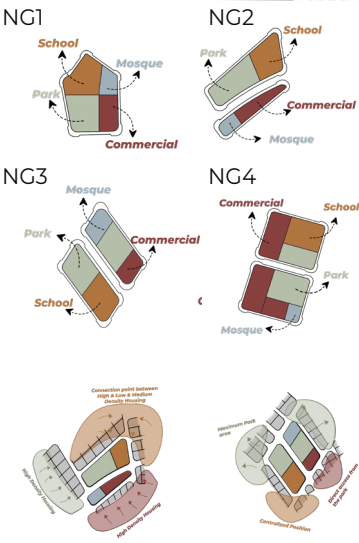 NG1
School
Mosque
Park
Commercial
NG2
School
Park
Commercial
Mosque
NG3
Mosque
Park
Commercial
School
NG4
Commercial
School
Park
Mosque
Connection point between
High & Low & Medium
Density Housing
High Density Housing
High Density Housing
Maximum Park
area
Direct access from
the park
Centralized Position